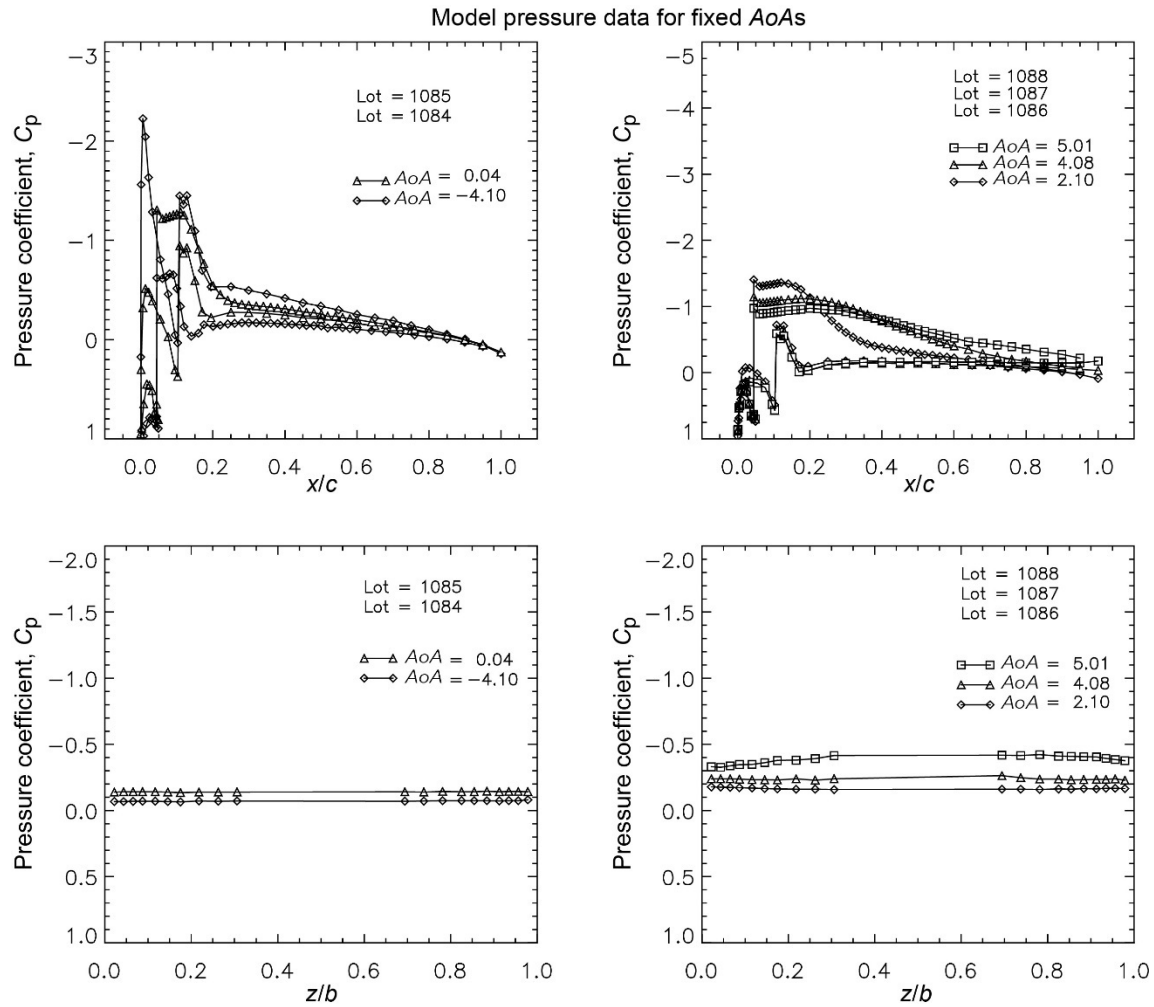 Model pressure data for fixed AoAs
Pressure coefficient, Cp
-3
-2
-1
0
1
Lot = 1085
Lot = 1084
AoA = 0.04
AoA = -4.10
0.0 0.2 0.4 0.6 0.8 1.0
x/c
Pressure coefficient, Cp
-5
-4
-3
-2
-1
0
1
Lot = 1088
Lot = 1087
Lot = 1086
AoA = 5.01
AoA = 4.08
AoA = 2.10
0.0 0.2 0.4 0.6 0.8 1.0
x/c
Pressure coefficient, Cp
-2.0
-1.5
-1.0
-0.5
0.0
0.5
1.0
Lot = 1085
Lot = 1084
AoA = 0.04
AoA = -4.10
0.0 0.2 0.4 0.6 0.8 1.0
z/b
Pressure coefficient, Cp
-2.0
-1.5
-1.0
-0.5
0.0
0.5
1.0
Lot = 1088
Lot = 1087
Lot = 1086
AoA = 5.01
AoA = 4.08
AoA = 2.10
0.0 0.2 0.4 0.6 0.8 1.0
z/b